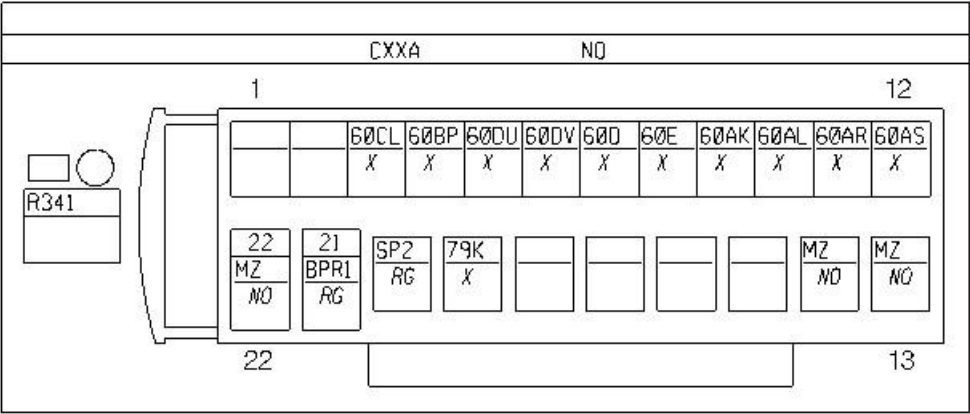 CXXA NO
1 12
60CL 60BP 60DU 60DV 60D 60E 60AK 60AL 60AR 60AS
X X X X X X X X X X
R341
22 21
SP2 79K MZ MZ
MZ BPR1
RG X NO NO
NO RG
22 13